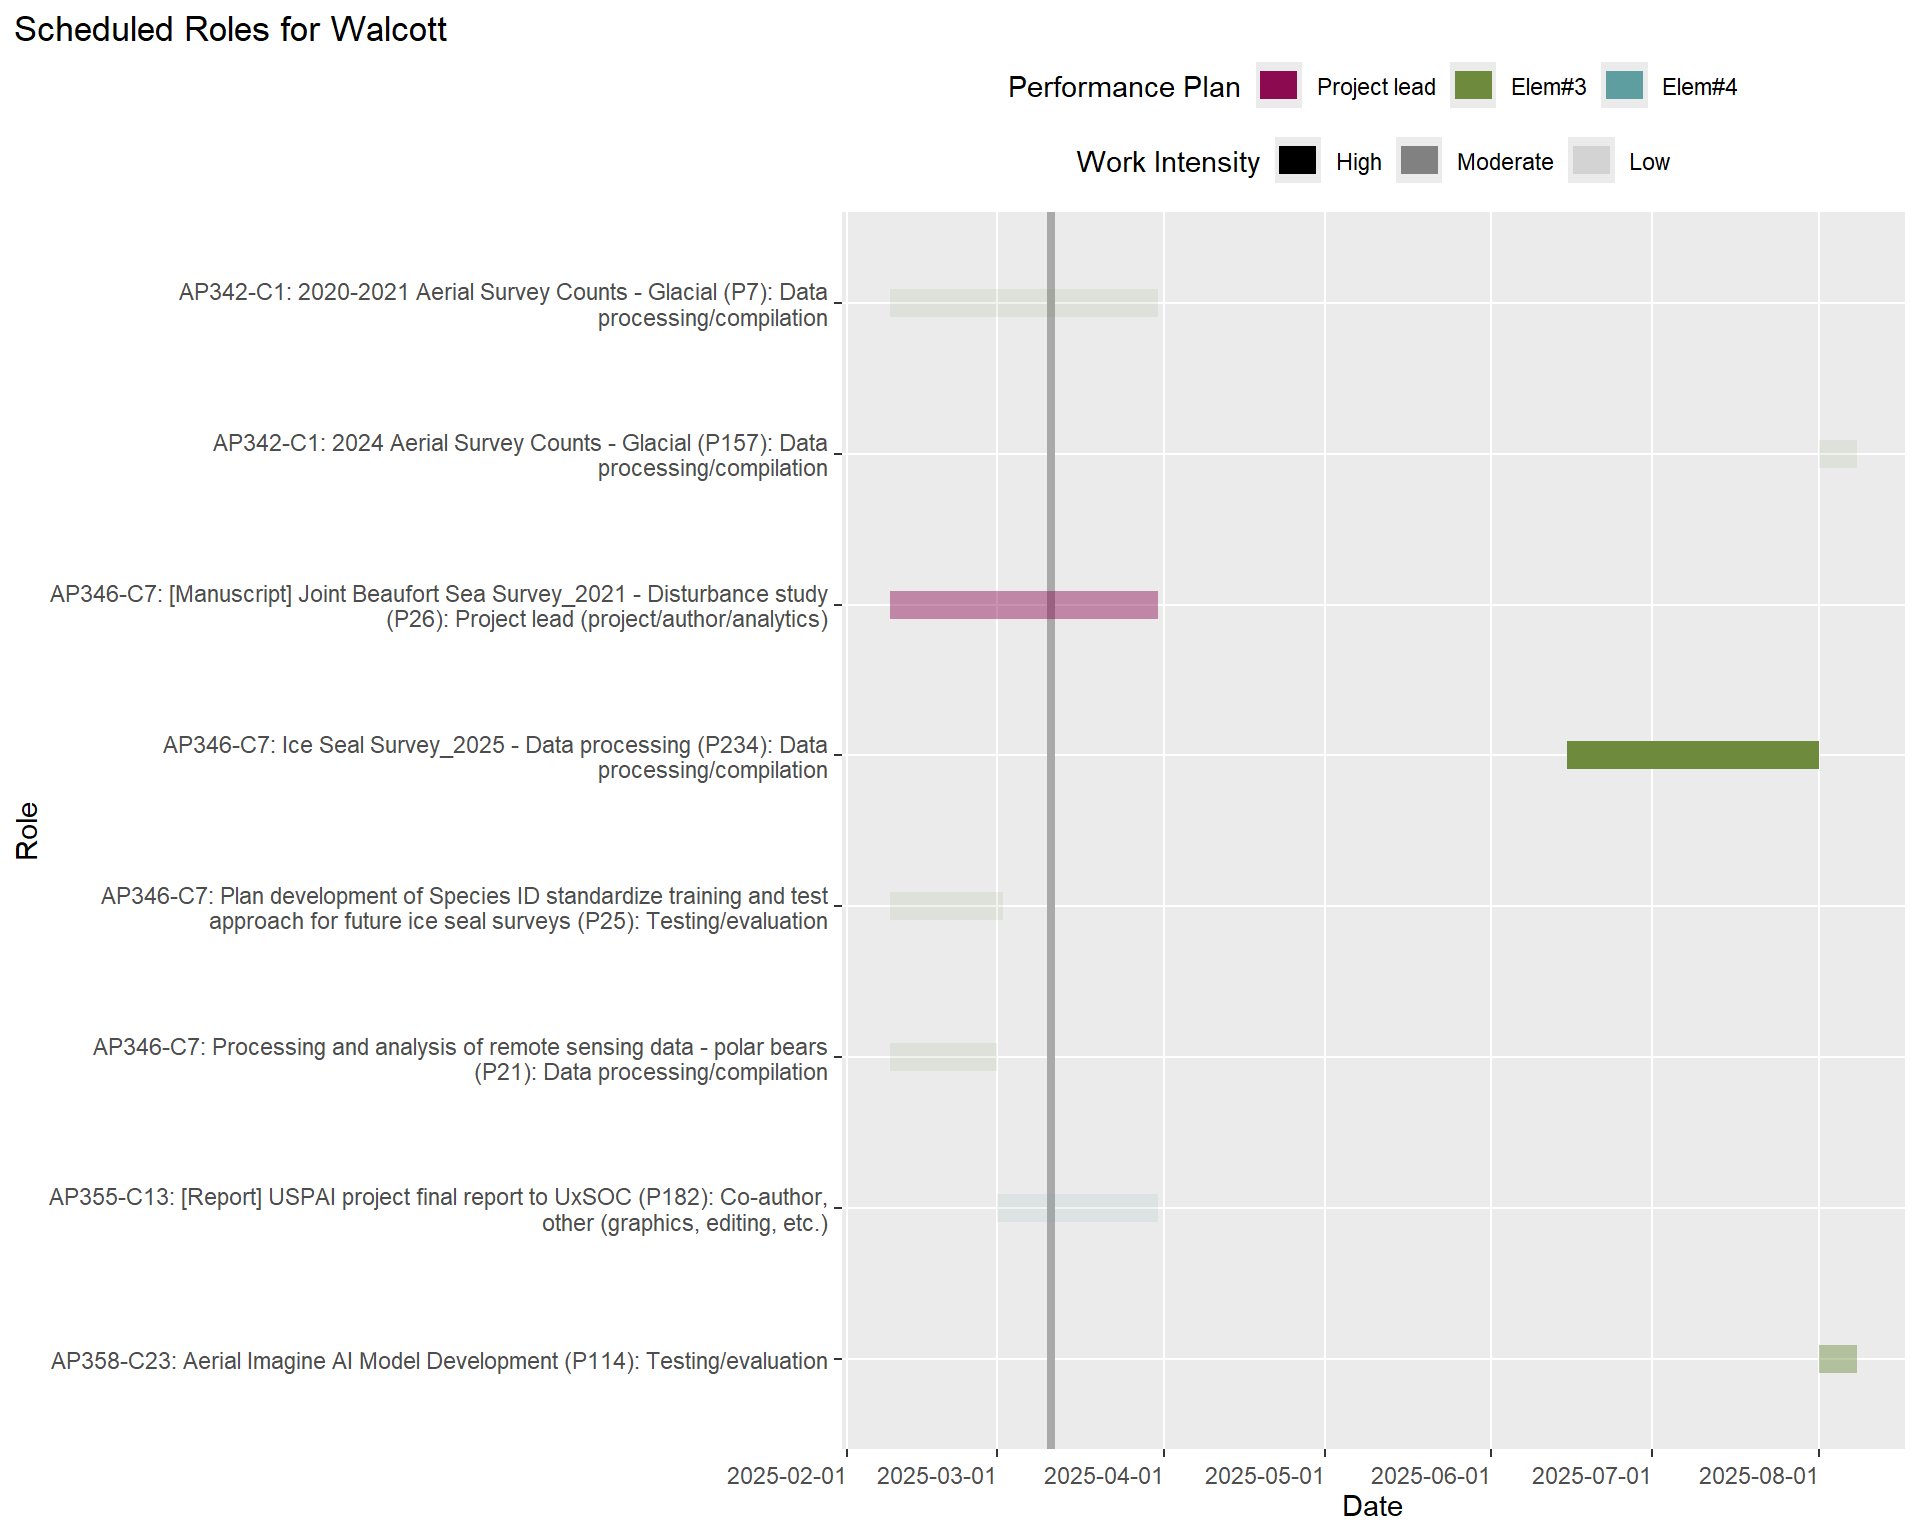 Scheduled Roles for Walcott
Performance Plan Project lead Elem#3 Elem#4
Work Intensity High Moderate Low
AP342-C1: 2020-2021 Aerial Survey Counts - Glacial (P7): Data
processing/compilation
AP342-C1: 2024 Aerial Survey Counts - Glacial (P157): Data
processing/compilation
AP346-C7: [Manuscript] Joint Beaufort Sea Survey_2021 - Disturbance study
(P26): Project lead (project/author/analytics)
AP346-C7: Ice Seal Survey_2025 - Data processing (P234): Data
processing/compilation
Role
AP346-C7: Plan development of Species ID standardize training and test
approach for future ice seal surveys (P25): Testing/evaluation
AP346-C7: Processing and analysis of remote sensing data - polar bears
(P21): Data processing/compilation
AP355-C13: [Report] USPAI project final report to UxSOC (P182): Co-author,
other (graphics, editing, etc.)
AP358-C23: Aerial Imagine AI Model Development (P114): Testing/evaluation
2025-02-01 2025-03-01 2025-04-01 2025-05-01 2025-06-01 2025-07-01 2025-08-01
Date